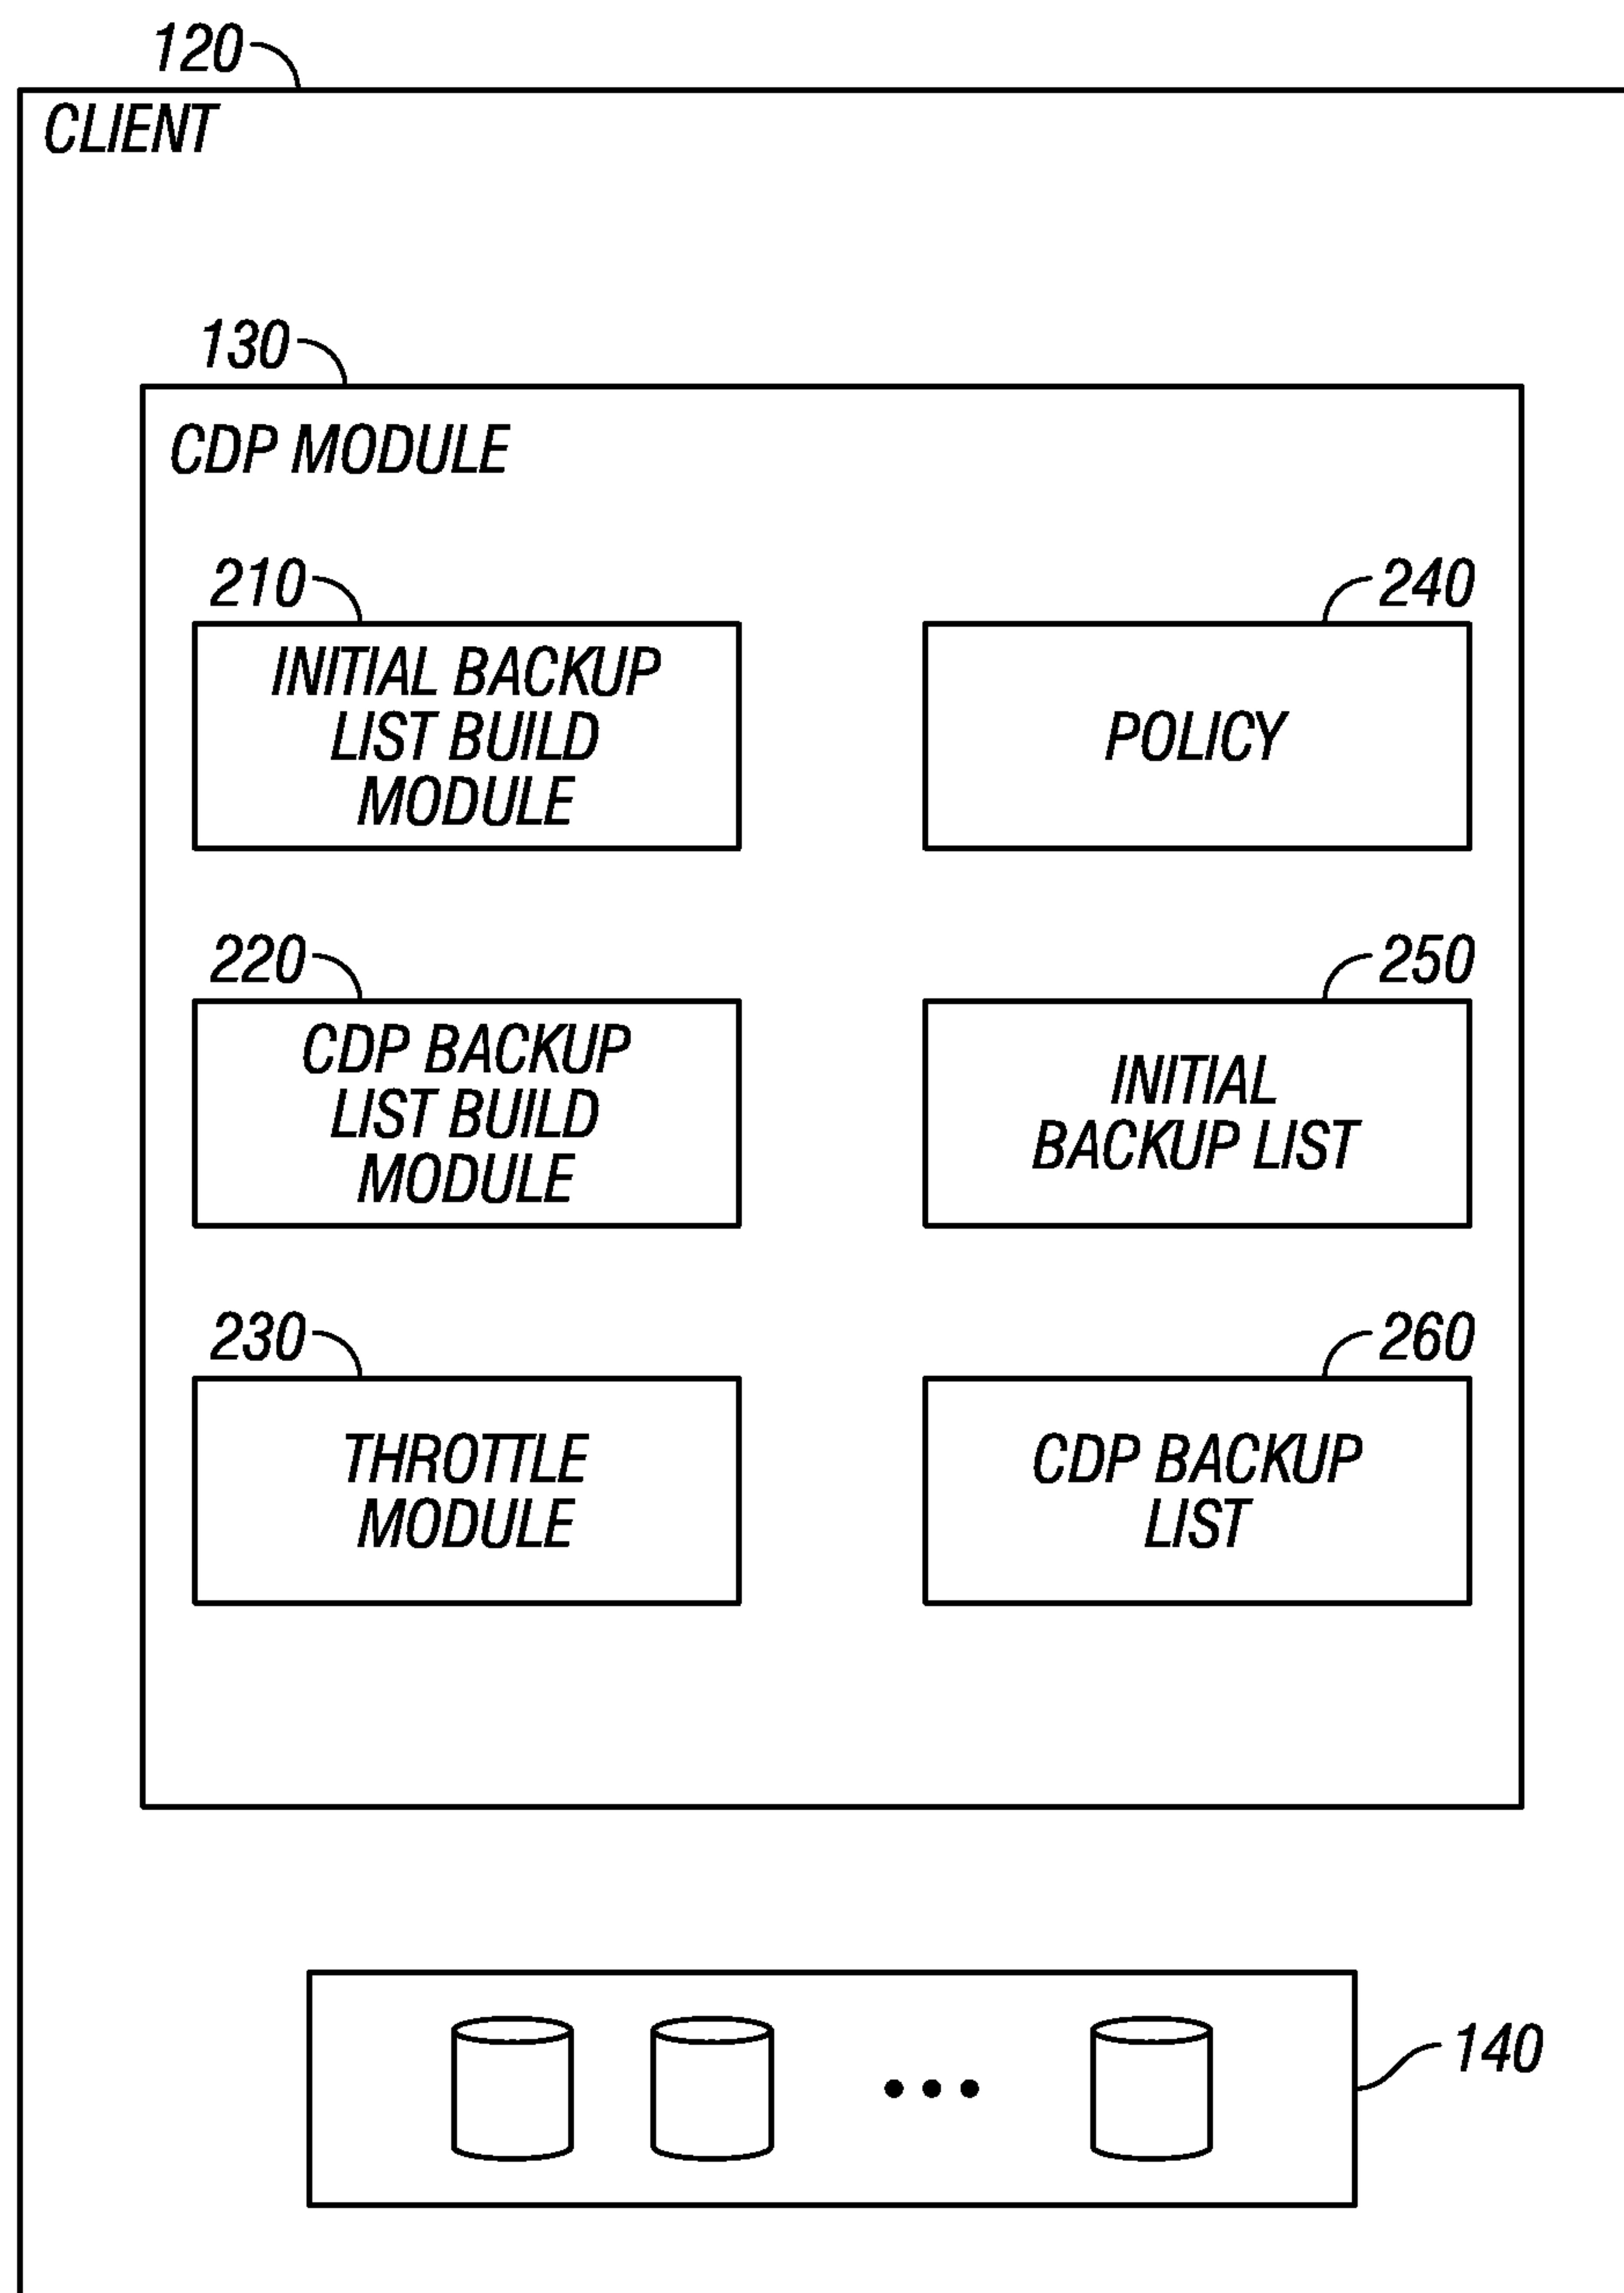 120
CLIENT
130
CDP MODULE
210
INITIAL BACKUP
LIST BUILD
MODULE
240
POLICY
220
CDP BACKUP
LIST BUILD
MODULE
250
INITIAL
BACKUP LIST
230
THROTTLE
MODULE
260
CDP BACKUP
LIST
140